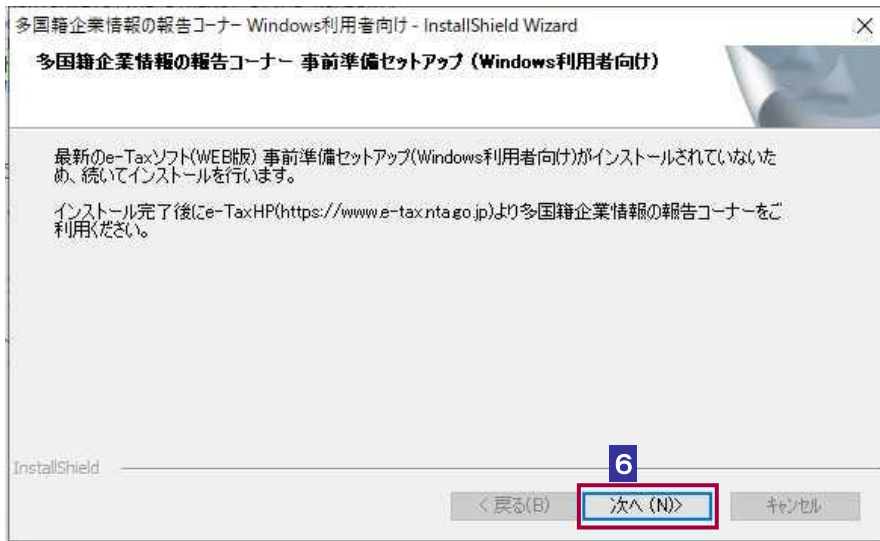 多国籍企業情報の報告コーナー Windows利用者向け - InstallShield Wizard
多国籍企業情報の報告コーナー 事前準備セットアップ (Windows利用者向け)
最新のe-Taxソフト(WEB版) 事前準備セットアップ(Windows利用者向け)がインストールされていないた
め、続いてインストールを行います。
インストール完了後にe-TaxHP(https://www.e-tax.nta.go.jp)より多国籍企業情報の報告コーナーをご
利用ください。
InstallShield
6
< 戻る(B)
次へ (N)>
キャンセル